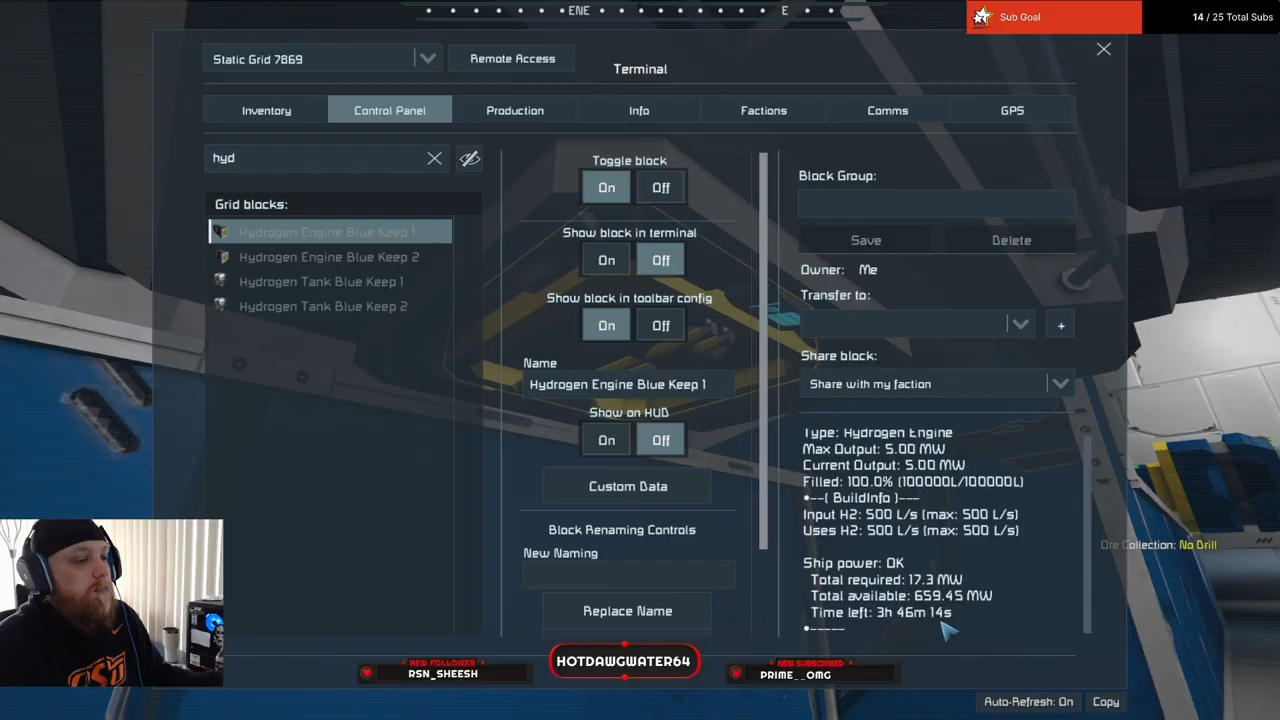 ENE
E
Sub Goal
14 / 25 Total Subs
Static Grid 7869
Remote Access
Terminal
Inventory
Control Panel
Production
Info
Factions
Comms
GPS
hyd
Grid blocks:
Hydrogen Engine Blue Keep 1
Hydrogen Engine Blue Keep 2
Hydrogen Tank Blue Keep 1
Hydrogen Tank Blue Keep 2
Toggle block
On
Off
Show block in terminal
On
Off
Show block in toolbar config
On
Off
Name
Hydrogen Engine Blue Keep 1
Show on HUD
On
Off
Custom Data
Block Renaming Controls
New Naming
Replace Name
Block Group:
Save
Delete
Owner: Me
Transfer to:
+
Share block:
Share with my faction
Type: Hydrogen Engine
Max Output: 5.00 MW
Current Output: 5.00 MW
Filled: 100.0% (100000L/100000L)
•--( BuildInfo )---
Input H2: 500 L/s (max: 500 L/s)
Uses H2: 500 L/s (max: 500 L/s)
Ship power: OK
Total required: 17.3 MW
Total available: 659.45 MW
Time left: 3h 46m 14s
•-----
Ore Collection: No Drill
NEW FOLLOWER
RSN_SHEESH
HOTDAWGWATER64
NEW SUBSCRIBER
PRIME__OMG
Auto-Refresh: On
Copy